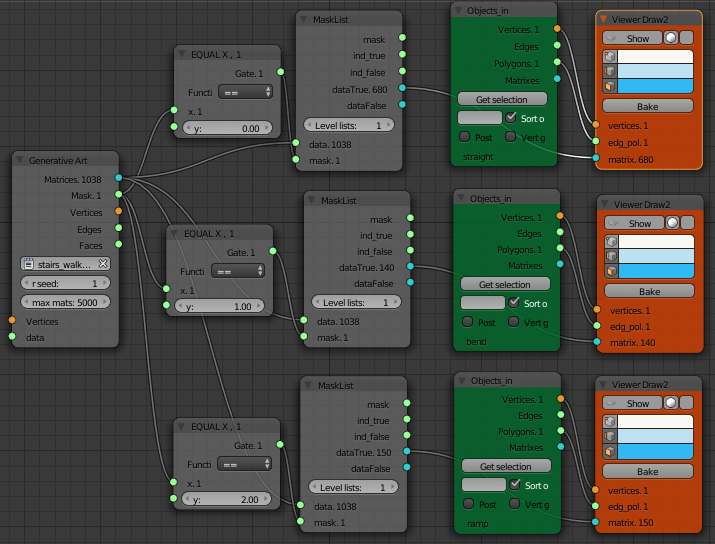 Generative Art
Matrices. 1038
Mask. 1
Vertices
Edges
Faces
stairs_walk...
r seed: 1
max mats: 5000
Vertices
data
EQUAL X , 1
Gate. 1
Functi ==
x. 1
y: 0.00
MaskList
mask
ind_true
ind_false
dataTrue. 680
dataFalse
Level lists: 1
data. 1038
mask. 1
Objects_in
Vertices. 1
Edges
Polygons. 1
Matrixes
Get selection
Sort o
Post Vert g
straight
Viewer Draw2
Show
Bake
vertices. 1
edg_pol. 1
matrix. 680
EQUAL X , 1
Gate. 1
Functi ==
x. 1
y: 1.00
MaskList
mask
ind_true
ind_false
dataTrue. 140
dataFalse
Level lists: 1
data. 1038
mask. 1
Objects_in
Vertices. 1
Edges
Polygons. 1
Matrixes
Get selection
Sort o
Post Vert g
bend
Viewer Draw2
Show
Bake
vertices. 1
edg_pol. 1
matrix. 140
EQUAL X , 1
Gate. 1
Functi ==
x. 1
y: 2.00
MaskList
mask
ind_true
ind_false
dataTrue. 150
dataFalse
Level lists: 1
data. 1038
mask. 1
Objects_in
Vertices. 1
Edges
Polygons. 1
Matrixes
Get selection
Sort o
Post Vert g
ramp
Viewer Draw2
Show
Bake
vertices. 1
edg_pol. 1
matrix. 150